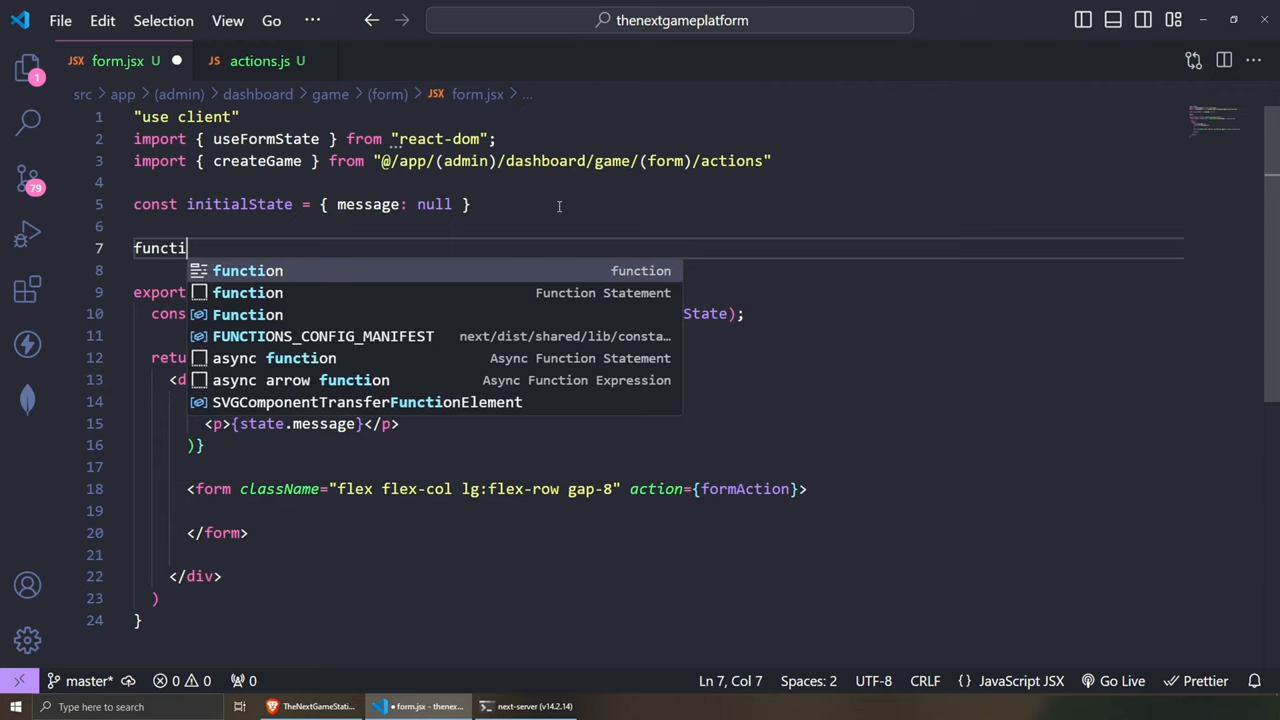 File Edit Selection View Go ··· thenextgameplatform
JSX form.jsx U ● JS actions.js U
1
src > app > (admin) > dashboard > game > (form) > JSX form.jsx > ...
1 "use client"
2 import { useFormState } from "react-dom";
3 import { createGame } from "@/app/(admin)/dashboard/game/(form)/actions"
4
5 const initialState = { message: null }
6
7 functi
8 function function
9 export function Function Statement
10 cons Function State);
11 FUNCTIONS_CONFIG_MANIFEST next/dist/shared/lib/consta...
12 retu async function Async Function Statement
13 <d async arrow function Async Function Expression
14 SVGComponentTransferFunctionElement
15 <p>{state.message}</p>
16 )}
17
18 <form className="flex flex-col lg:flex-row gap-8" action={formAction}>
19
20 </form>
21
22 </div>
23 )
24 }
79
master* 0 0 0 Ln 7, Col 7 Spaces: 2 UTF-8 CRLF {} JavaScript JSX Go Live Prettier
Type here to search TheNextGameStati... ● form.jsx - thenex... next-server (v14.2.14)